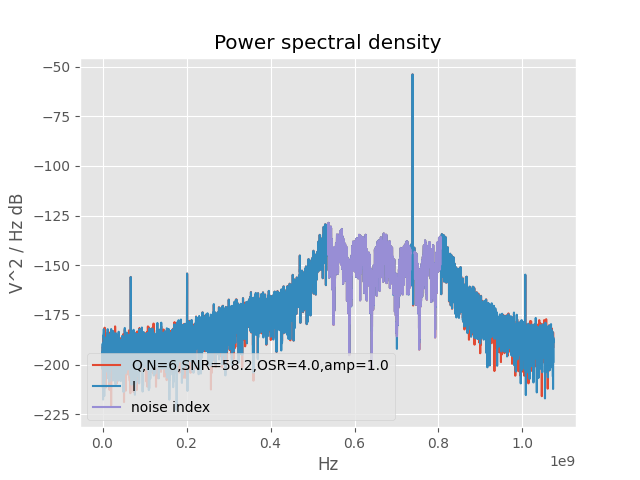 Power spectral density
V^2 / Hz dB
−50
−75
−100
−125
−150
−175
−200
−225
Q,N=6,SNR=58.2,OSR=4.0,amp=1.0
I
noise index
0.0 0.2 0.4 0.6 0.8 1.0
1e9
Hz